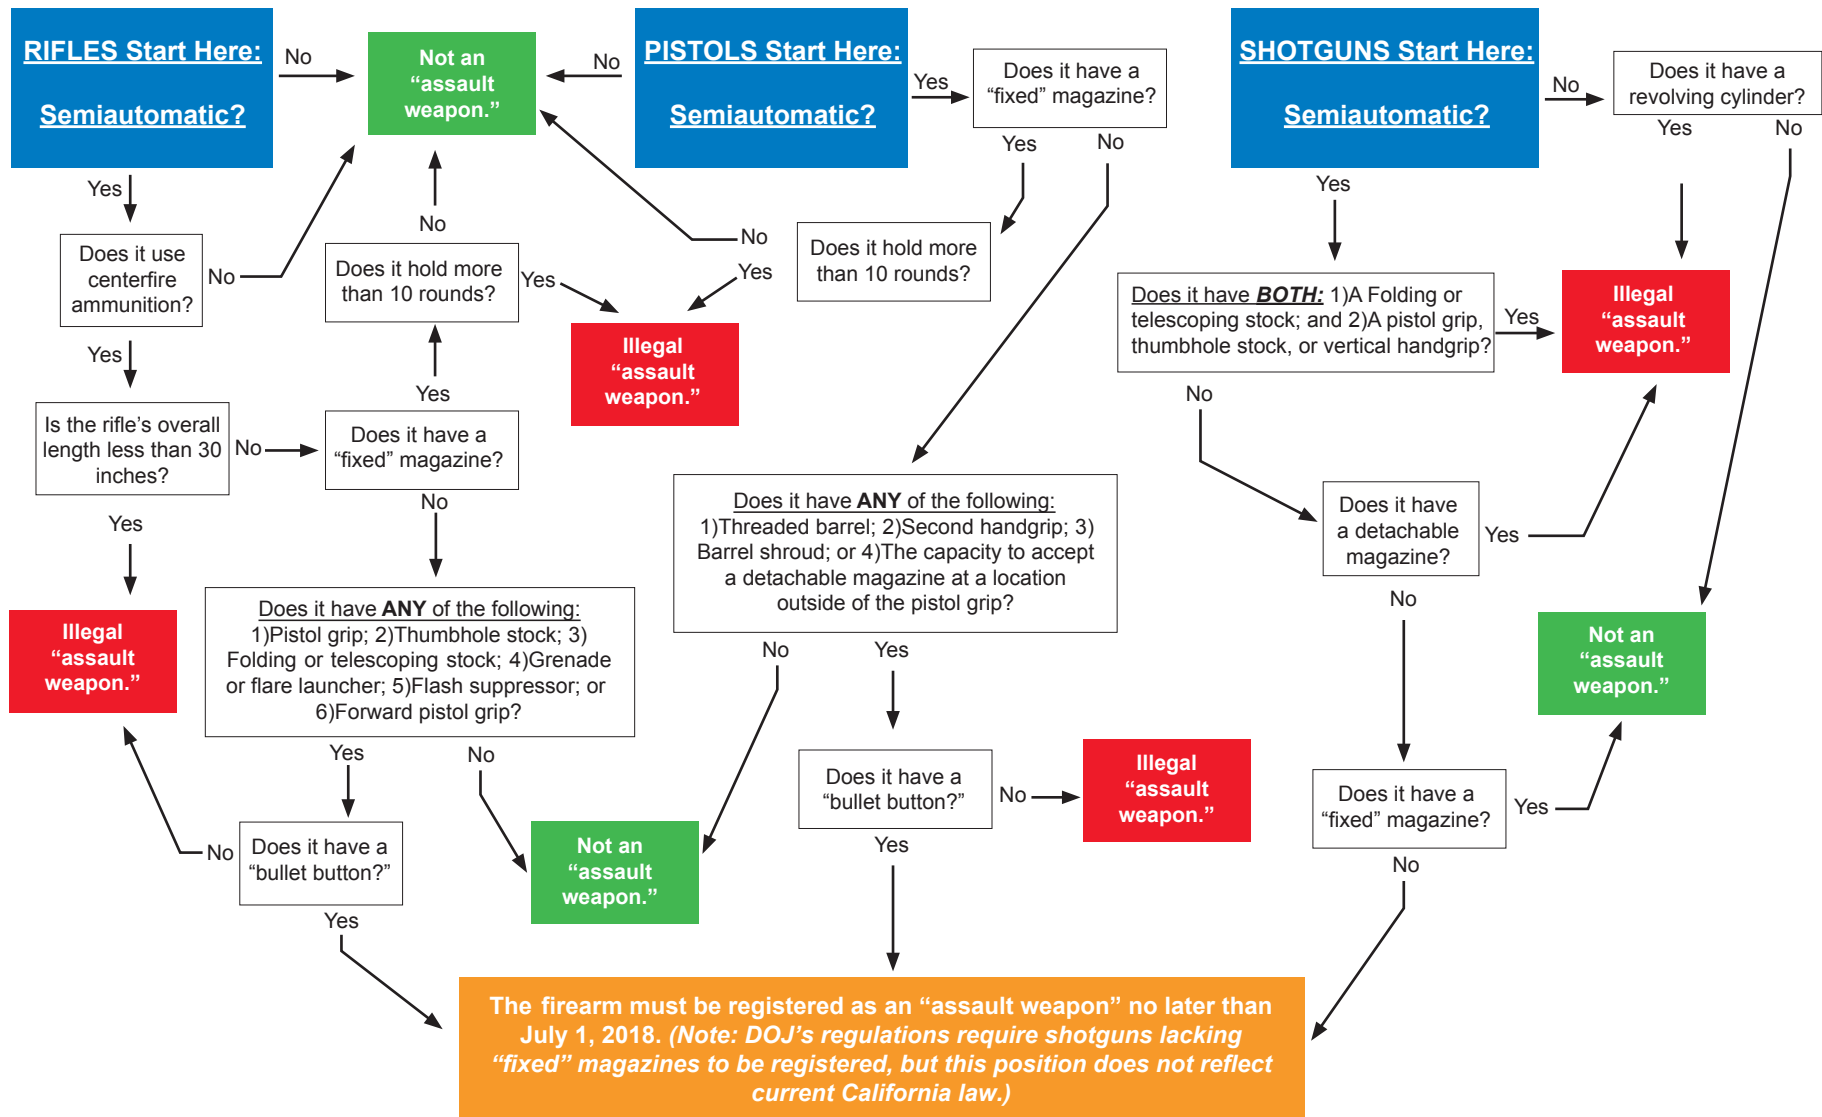 RIFLES Start Here:
Semiautomatic?
No
Not an
“assault
weapon.”
No
PISTOLS Start Here:
Semiautomatic?
Yes
Does it have a
“fixed” magazine?
Yes
No
SHOTGUNS Start Here:
Semiautomatic?
No
Does it have a
revolving cylinder?
Yes
No
Yes
Does it use
centerfire
ammunition?
No
No
Does it hold more
than 10 rounds?
Yes
No
Yes
Does it hold more
than 10 rounds?
Illegal
“assault
weapon.”
Yes
Does it have BOTH: 1)A Folding or
telescoping stock; and 2)A pistol grip,
thumbhole stock, or vertical handgrip?
Yes
Illegal
“assault
weapon.”
Yes
Is the rifle’s overall
length less than 30
inches?
No
Yes
Does it have a
“fixed” magazine?
No
No
Does it have
a detachable
magazine?
Yes
Does it have ANY of the following:
1)Threaded barrel; 2)Second handgrip; 3)
Barrel shroud; or 4)The capacity to accept
a detachable magazine at a location
outside of the pistol grip?
Yes
Illegal
“assault
weapon.”
Does it have ANY of the following:
1)Pistol grip; 2)Thumbhole stock; 3)
Folding or telescoping stock; 4)Grenade
or flare launcher; 5)Flash suppressor; or
6)Forward pistol grip?
No
Yes
No
Not an
“assault
weapon.”
Yes
No
Does it have a
“bullet button?”
No
Illegal
“assault
weapon.”
Does it have a
“fixed” magazine?
Yes
No
Does it have a
“bullet button?”
Not an
“assault
weapon.”
Yes
No
Yes
The firearm must be registered as an “assault weapon” no later than
July 1, 2018. (Note: DOJ’s regulations require shotguns lacking
“fixed” magazines to be registered, but this position does not reflect
current California law.)